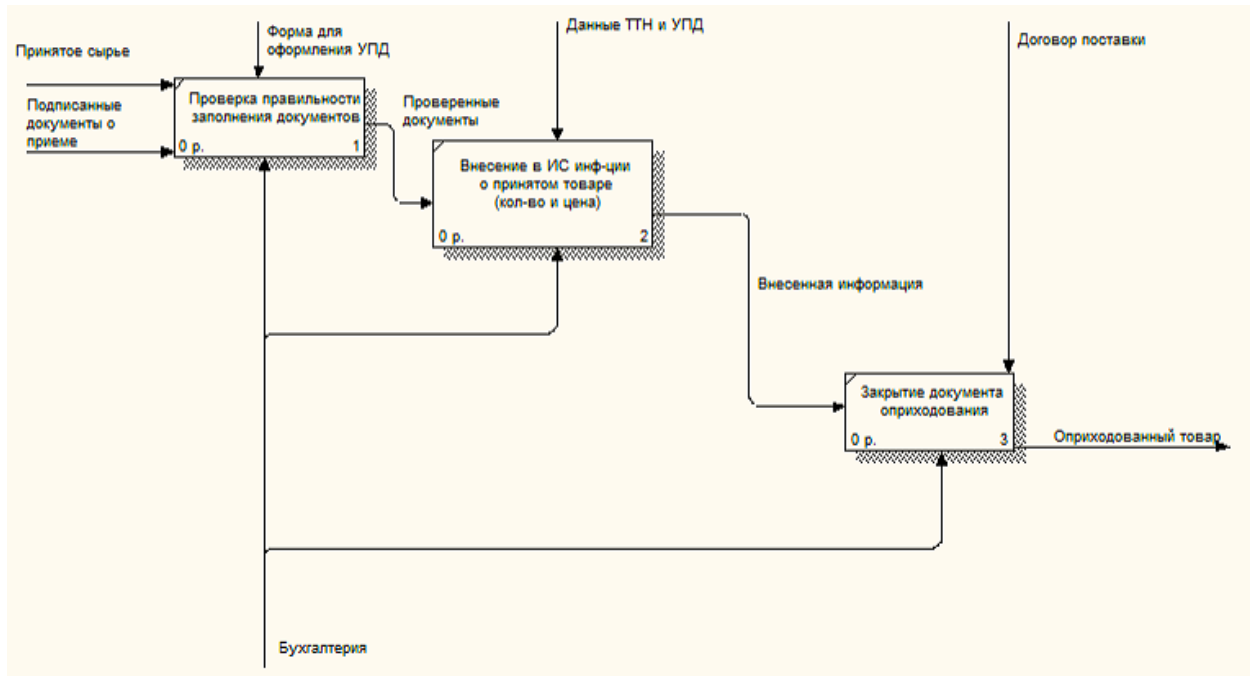 Форма для
оформления УПД
Данные ТТН и УПД
Договор поставки
Принятое сырье
Подписанные
документы о
приеме
Проверка правильности
заполнения документов
0 р. 1
Проверенные
документы
Внесение в ИС инф-ции
о принятом товаре
(кол-во и цена)
0 р. 2
Внесенная информация
Закрытие документа
оприходования
0 р. 3
Оприходованный товар
Бухгалтерия